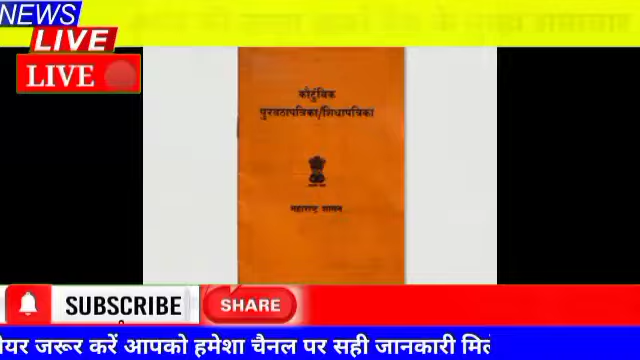 NEWS
LIVE
LIVE
कौटुंबिक
पुरवठापत्रिका/शिधापत्रिका
महाराष्ट्र शासन
SUBSCRIBE
SHARE
यर जरूर करें आपको हमेशा चैनल पर सही जानकारी